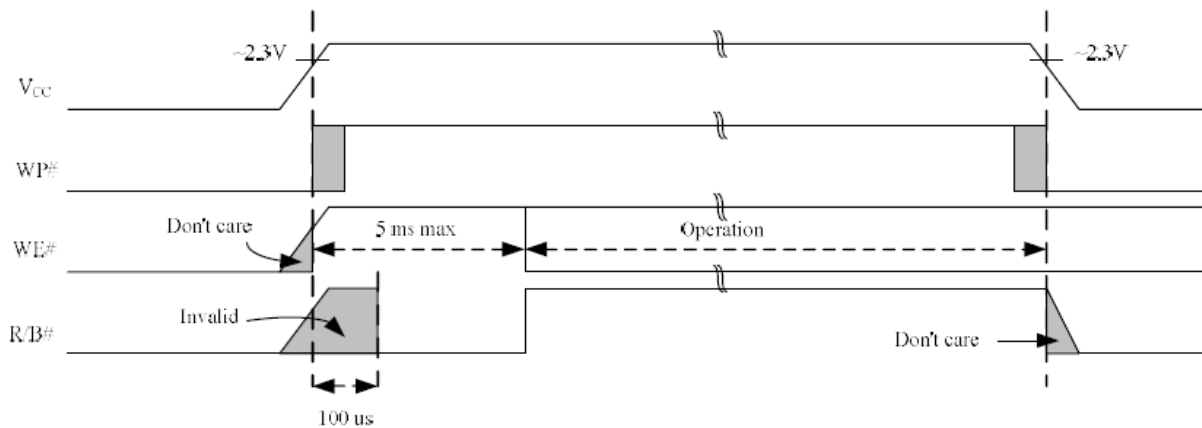 ~2.3V
~2.3V
VCC
WP#
Don't care
5 ms max
Operation
WE#
Invalid
R/B#
Don't care
100 us